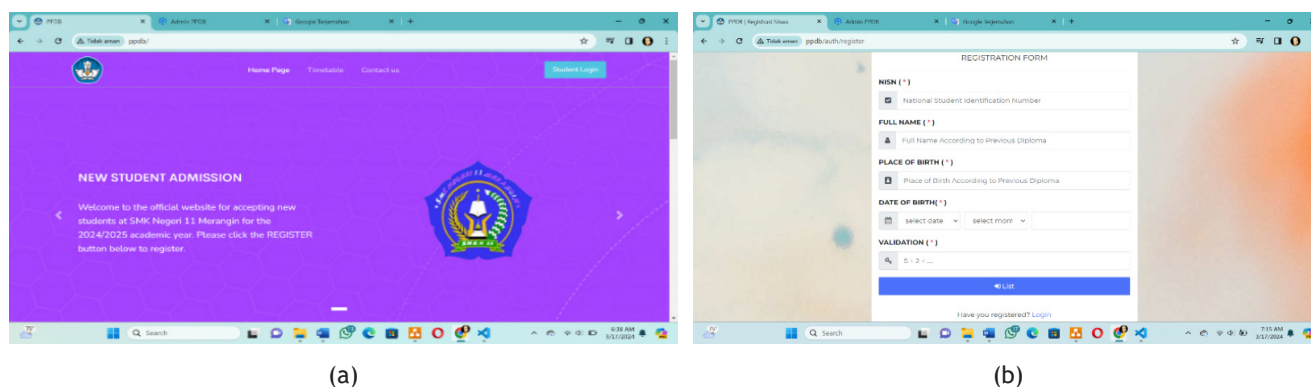 PPDB
Admin PPDB
Google Terjemahan
Tidak aman
ppdb/
Home Page
Timetable
Contact us
Student Login
NEW STUDENT ADMISSION
Welcome to the official website for accepting new
students at SMK Negeri 11 Merangin for the
2024/2025 academic year. Please click the REGISTER
button below to register.
SMK N 11
Search
6:38 AM
3/17/2024
(a)
PPDB | Registrasi Siswa
Admin PPDB
Google Terjemahan
Tidak aman
ppdb/auth/register
REGISTRATION FORM
NISN ( * )
National Student Identification Number
FULL NAME ( * )
Full Name According to Previous Diploma
PLACE OF BIRTH ( * )
Place of Birth According to Previous Diploma
DATE OF BIRTH( * )
select date
select mon
VALIDATION ( * )
List
Have you registered? Login
Search
7:15 AM
3/17/2024
(b)